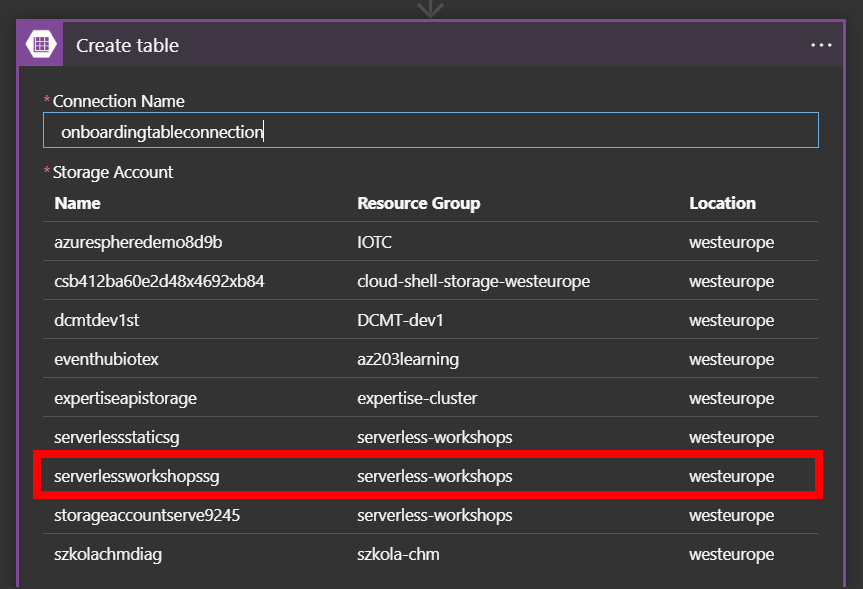 Create table
* Connection Name
onboardingtableconnection
* Storage Account
Name Resource Group Location
azurespheredemo8d9b IOTC westeurope
csb412ba60e2d48x4692xb84 cloud-shell-storage-westeurope westeurope
dcmtdev1st DCMT-dev1 westeurope
eventhubiotex az203learning westeurope
expertiseapistorage expertise-cluster westeurope
serverlessstaticsg serverless-workshops westeurope
serverlessworkshopssg serverless-workshops westeurope
storageaccountserve9245 serverless-workshops westeurope
szkolachmdiag szkola-chm westeurope